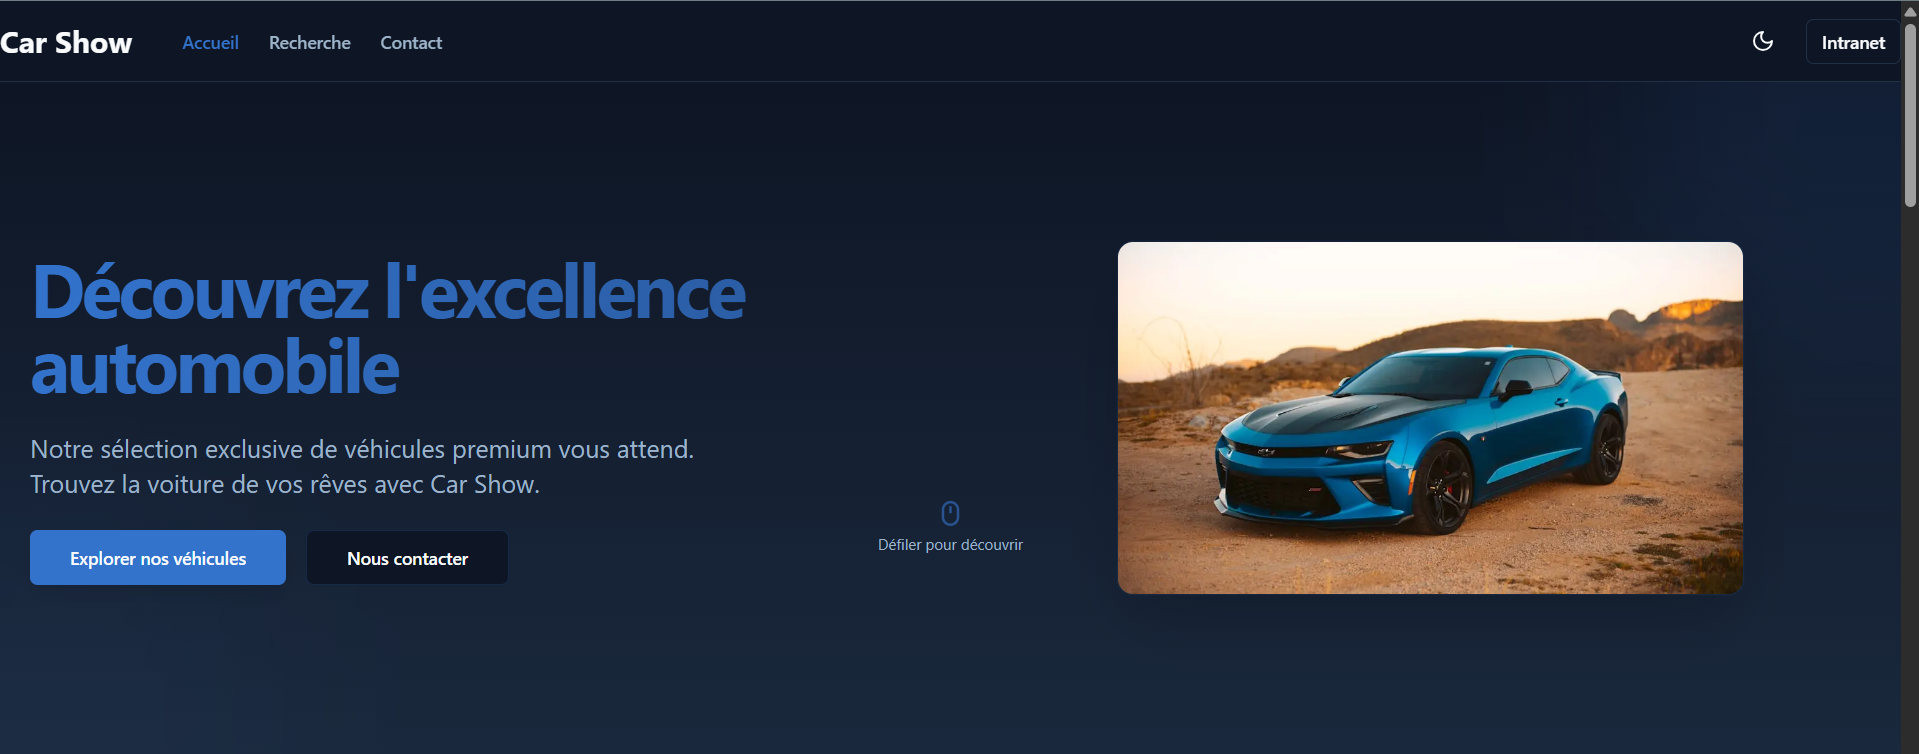 Car Show
Accueil
Recherche
Contact
Intranet
Découvrez l'excellence
automobile
Notre sélection exclusive de véhicules premium vous attend.
Trouvez la voiture de vos rêves avec Car Show.
Explorer nos véhicules
Nous contacter
Défiler pour découvrir